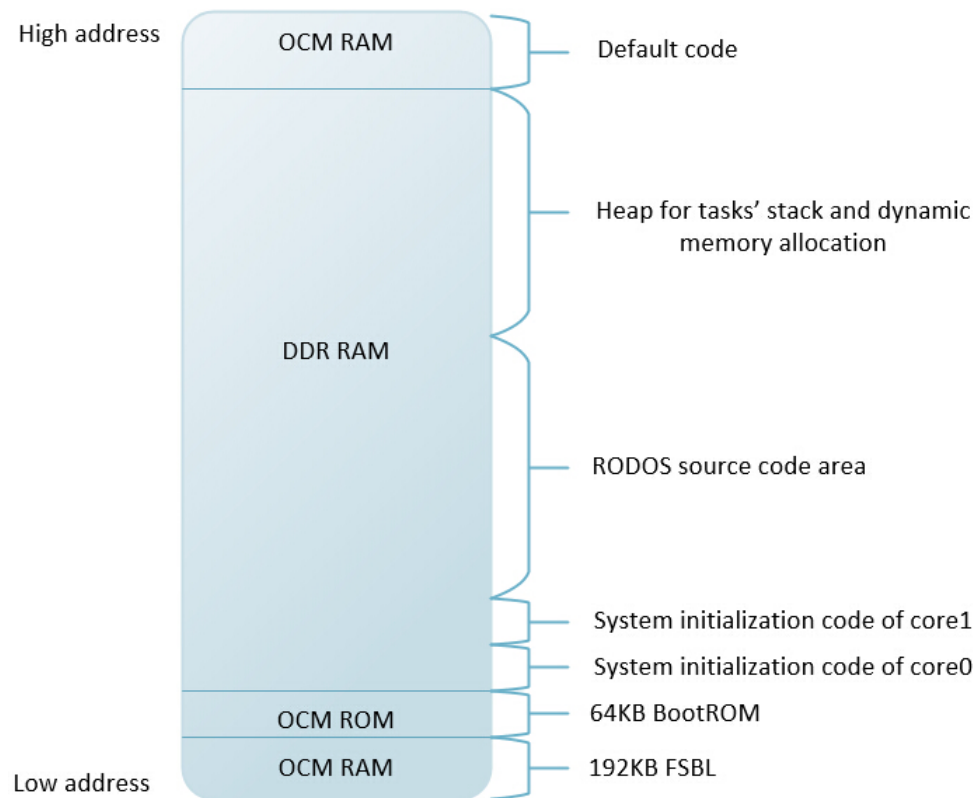 High address
OCM RAM
Default code
Heap for tasks’ stack and dynamic
memory allocation
DDR RAM
RODOS source code area
System initialization code of core1
System initialization code of core0
OCM ROM
64KB BootROM
Low address
OCM RAM
192KB FSBL